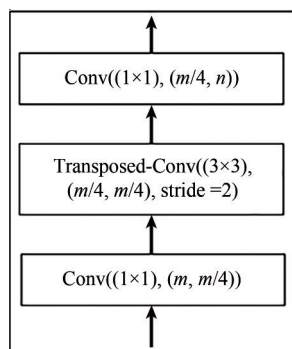 Conv((1×1), (m/4, n))
Transposed-Conv((3×3),
(m/4, m/4), stride =2)
Conv((1×1), (m, m/4))